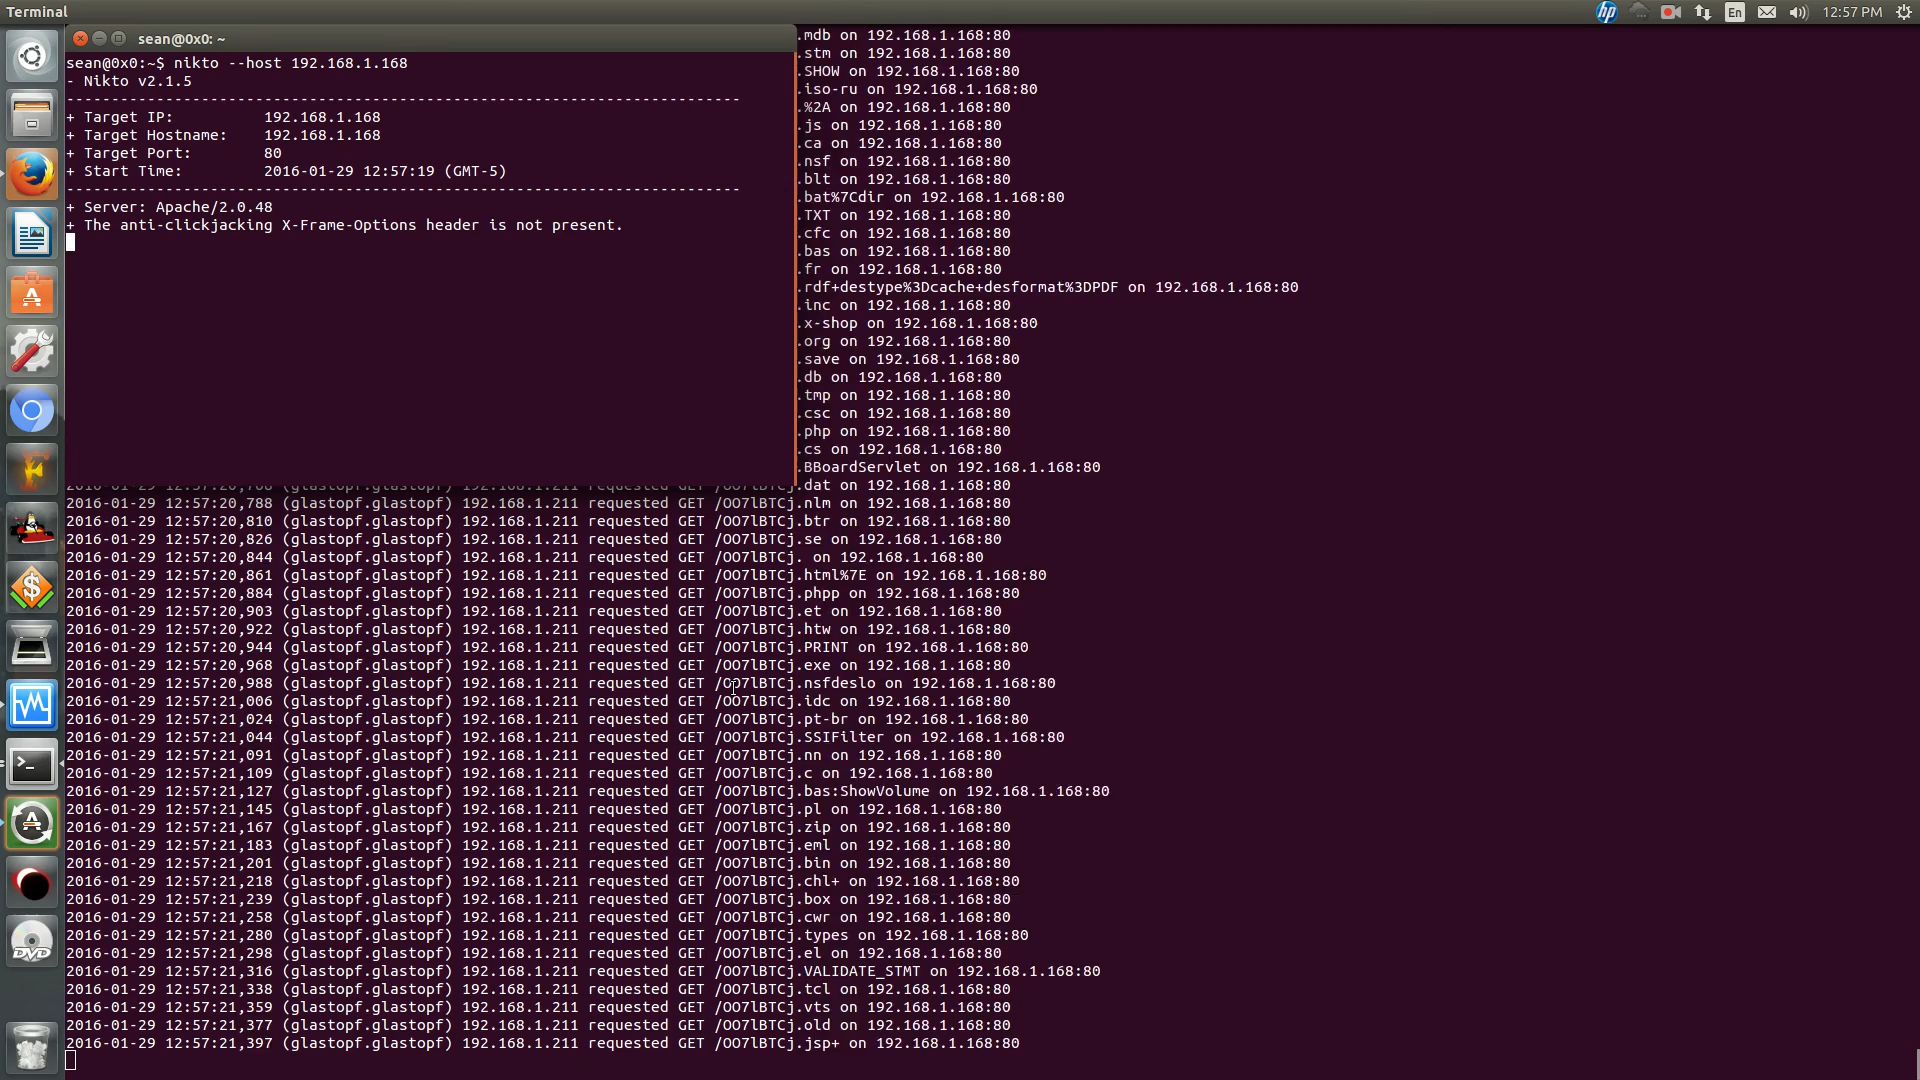 Terminal
En
12:57 PM
sean@0x0: ~
sean@0x0:~$ nikto --host 192.168.1.168
- Nikto v2.1.5
---------------------------------------------------------------------------
+ Target IP:          192.168.1.168
+ Target Hostname:    192.168.1.168
+ Target Port:        80
+ Start Time:         2016-01-29 12:57:19 (GMT-5)
---------------------------------------------------------------------------
+ Server: Apache/2.0.48
+ The anti-clickjacking X-Frame-Options header is not present.
.mdb on 192.168.1.168:80
.stm on 192.168.1.168:80
.SHOW on 192.168.1.168:80
.iso-ru on 192.168.1.168:80
.%2A on 192.168.1.168:80
.js on 192.168.1.168:80
.ca on 192.168.1.168:80
.nsf on 192.168.1.168:80
.blt on 192.168.1.168:80
.bat%7Cdir on 192.168.1.168:80
.TXT on 192.168.1.168:80
.cfc on 192.168.1.168:80
.bas on 192.168.1.168:80
.fr on 192.168.1.168:80
.rdf+destype%3Dcache+desformat%3DPDF on 192.168.1.168:80
.inc on 192.168.1.168:80
.x-shop on 192.168.1.168:80
.org on 192.168.1.168:80
.save on 192.168.1.168:80
.db on 192.168.1.168:80
.tmp on 192.168.1.168:80
.csc on 192.168.1.168:80
.php on 192.168.1.168:80
.cs on 192.168.1.168:80
.BBoardServlet on 192.168.1.168:80
.dat on 192.168.1.168:80
2016-01-29 12:57:20,788 (glastopf.glastopf) 192.168.1.211 requested GET /OO7lBTCj.nlm on 192.168.1.168:80
2016-01-29 12:57:20,810 (glastopf.glastopf) 192.168.1.211 requested GET /OO7lBTCj.btr on 192.168.1.168:80
2016-01-29 12:57:20,826 (glastopf.glastopf) 192.168.1.211 requested GET /OO7lBTCj.se on 192.168.1.168:80
2016-01-29 12:57:20,844 (glastopf.glastopf) 192.168.1.211 requested GET /OO7lBTCj. on 192.168.1.168:80
2016-01-29 12:57:20,861 (glastopf.glastopf) 192.168.1.211 requested GET /OO7lBTCj.html%7E on 192.168.1.168:80
2016-01-29 12:57:20,884 (glastopf.glastopf) 192.168.1.211 requested GET /OO7lBTCj.phpp on 192.168.1.168:80
2016-01-29 12:57:20,903 (glastopf.glastopf) 192.168.1.211 requested GET /OO7lBTCj.et on 192.168.1.168:80
2016-01-29 12:57:20,922 (glastopf.glastopf) 192.168.1.211 requested GET /OO7lBTCj.htw on 192.168.1.168:80
2016-01-29 12:57:20,944 (glastopf.glastopf) 192.168.1.211 requested GET /OO7lBTCj.PRINT on 192.168.1.168:80
2016-01-29 12:57:20,968 (glastopf.glastopf) 192.168.1.211 requested GET /OO7lBTCj.exe on 192.168.1.168:80
2016-01-29 12:57:20,988 (glastopf.glastopf) 192.168.1.211 requested GET /OO7lBTCj.nsfdeslo on 192.168.1.168:80
2016-01-29 12:57:21,006 (glastopf.glastopf) 192.168.1.211 requested GET /OO7lBTCj.idc on 192.168.1.168:80
2016-01-29 12:57:21,024 (glastopf.glastopf) 192.168.1.211 requested GET /OO7lBTCj.pt-br on 192.168.1.168:80
2016-01-29 12:57:21,044 (glastopf.glastopf) 192.168.1.211 requested GET /OO7lBTCj.SSIFilter on 192.168.1.168:80
2016-01-29 12:57:21,091 (glastopf.glastopf) 192.168.1.211 requested GET /OO7lBTCj.nn on 192.168.1.168:80
2016-01-29 12:57:21,109 (glastopf.glastopf) 192.168.1.211 requested GET /OO7lBTCj.c on 192.168.1.168:80
2016-01-29 12:57:21,127 (glastopf.glastopf) 192.168.1.211 requested GET /OO7lBTCj.bas:ShowVolume on 192.168.1.168:80
2016-01-29 12:57:21,145 (glastopf.glastopf) 192.168.1.211 requested GET /OO7lBTCj.pl on 192.168.1.168:80
2016-01-29 12:57:21,167 (glastopf.glastopf) 192.168.1.211 requested GET /OO7lBTCj.zip on 192.168.1.168:80
2016-01-29 12:57:21,183 (glastopf.glastopf) 192.168.1.211 requested GET /OO7lBTCj.eml on 192.168.1.168:80
2016-01-29 12:57:21,201 (glastopf.glastopf) 192.168.1.211 requested GET /OO7lBTCj.bin on 192.168.1.168:80
2016-01-29 12:57:21,218 (glastopf.glastopf) 192.168.1.211 requested GET /OO7lBTCj.chl+ on 192.168.1.168:80
2016-01-29 12:57:21,239 (glastopf.glastopf) 192.168.1.211 requested GET /OO7lBTCj.box on 192.168.1.168:80
2016-01-29 12:57:21,258 (glastopf.glastopf) 192.168.1.211 requested GET /OO7lBTCj.cwr on 192.168.1.168:80
2016-01-29 12:57:21,280 (glastopf.glastopf) 192.168.1.211 requested GET /OO7lBTCj.types on 192.168.1.168:80
2016-01-29 12:57:21,298 (glastopf.glastopf) 192.168.1.211 requested GET /OO7lBTCj.el on 192.168.1.168:80
2016-01-29 12:57:21,316 (glastopf.glastopf) 192.168.1.211 requested GET /OO7lBTCj.VALIDATE_STMT on 192.168.1.168:80
2016-01-29 12:57:21,338 (glastopf.glastopf) 192.168.1.211 requested GET /OO7lBTCj.tcl on 192.168.1.168:80
2016-01-29 12:57:21,359 (glastopf.glastopf) 192.168.1.211 requested GET /OO7lBTCj.vts on 192.168.1.168:80
2016-01-29 12:57:21,377 (glastopf.glastopf) 192.168.1.211 requested GET /OO7lBTCj.old on 192.168.1.168:80
2016-01-29 12:57:21,397 (glastopf.glastopf) 192.168.1.211 requested GET /OO7lBTCj.jsp+ on 192.168.1.168:80